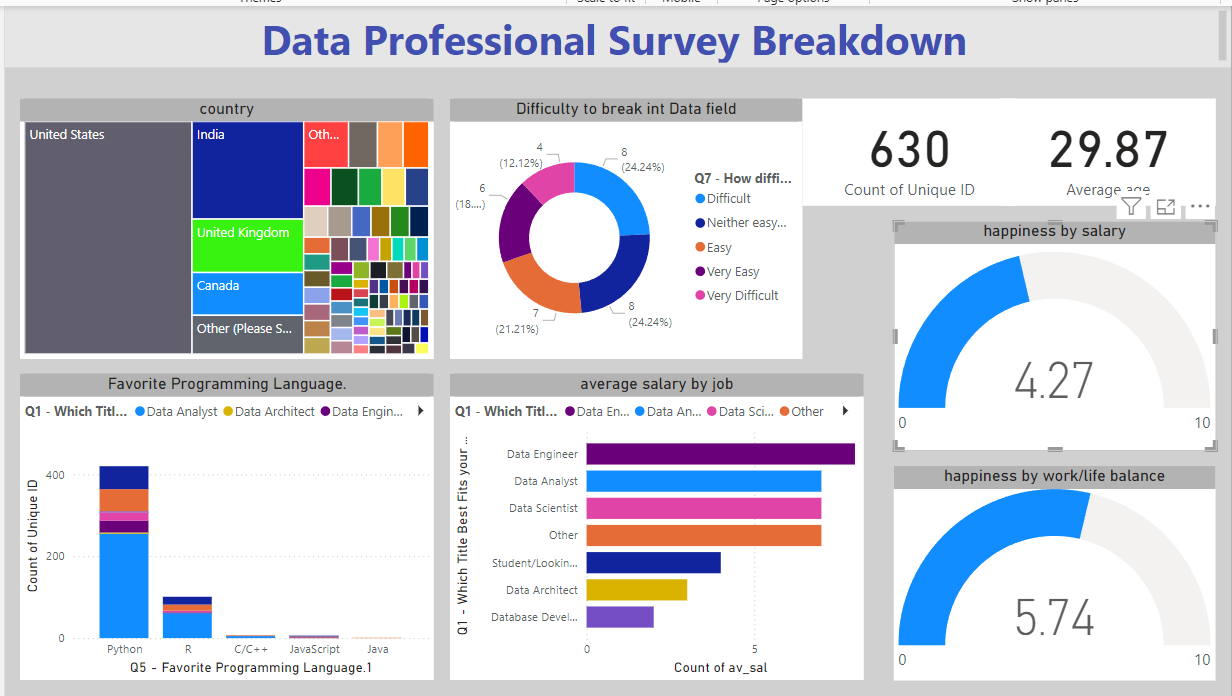 Data Professional Survey Breakdown
country
United States
India
Oth...
United Kingdom
Canada
Other (Please S...
Difficulty to break int Data field
4
(12.12%)
8
(24.24%)
6
(18....)
7
(21.21%)
8
(24.24%)
Q7 - How diffi...
Difficult
Neither easy...
Easy
Very Easy
Very Difficult
630
Count of Unique ID
29.87
Average age
happiness by salary
4.27
0
10
Favorite Programming Language.
Q1 - Which Titl...
Data Analyst
Data Architect
Data Engin...
Count of Unique ID
400
200
0
Python
R
C/C++
JavaScript
Java
Q5 - Favorite Programming Language.1
average salary by job
Q1 - Which Titl...
Data En...
Data An...
Data Sci...
Other
Q1 - Which Title Best Fits your ...
Data Engineer
Data Analyst
Data Scientist
Other
Student/Lookin...
Data Architect
Database Devel...
0
5
Count of av_sal
happiness by work/life balance
5.74
0
10